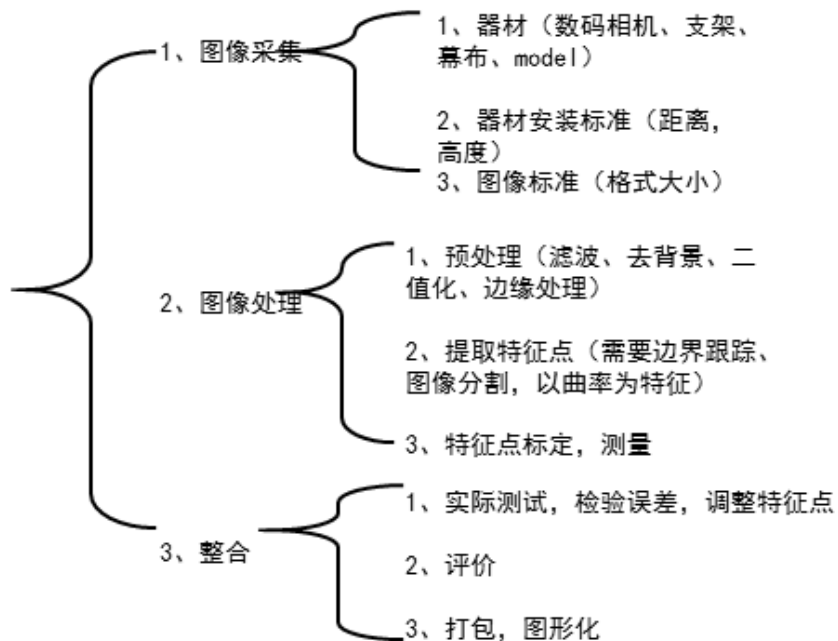 1、图像采集
1、器材（数码相机、支架、
幕布、model）
2、器材安装标准（距离，
高度）
3、图像标准（格式大小）
2、图像处理
1、预处理（滤波、去背景、二
值化、边缘处理）
2、提取特征点（需要边界跟踪、
图像分割，以曲率为特征）
3、特征点标定，测量
3、整合
1、实际测试，检验误差，调整特征点
2、评价
3、打包，图形化